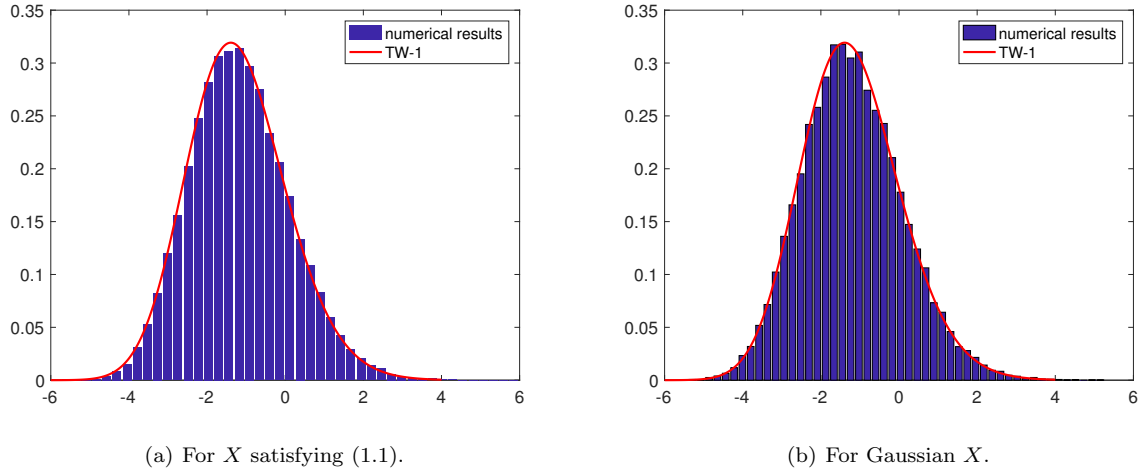 0.35
0.3
0.25
0.2
0.15
0.1
0.05
0
-6 -4 -2 0 2 4 6
numerical results
TW-1
(a) For X satisfying (1.1).
0.35
0.3
0.25
0.2
0.15
0.1
0.05
0
-6 -4 -2 0 2 4 6
numerical results
TW-1
(b) For Gaussian X.